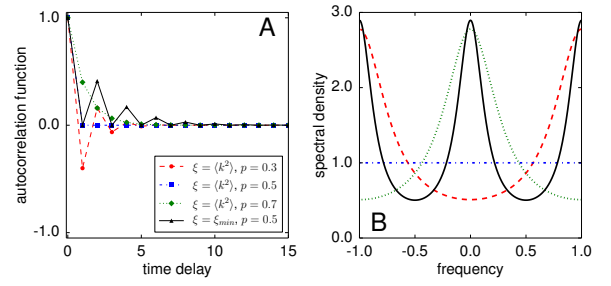 A
1.0
0.0
-1.0
autocorrelation function
0
5
10
15
time delay
ξ = ⟨k²⟩, p = 0.3
ξ = ⟨k²⟩, p = 0.5
ξ = ⟨k²⟩, p = 0.7
ξ = ξ_min, p = 0.5
B
3.0
2.0
1.0
0.0
spectral density
-1.0
-0.5
0.0
0.5
1.0
frequency